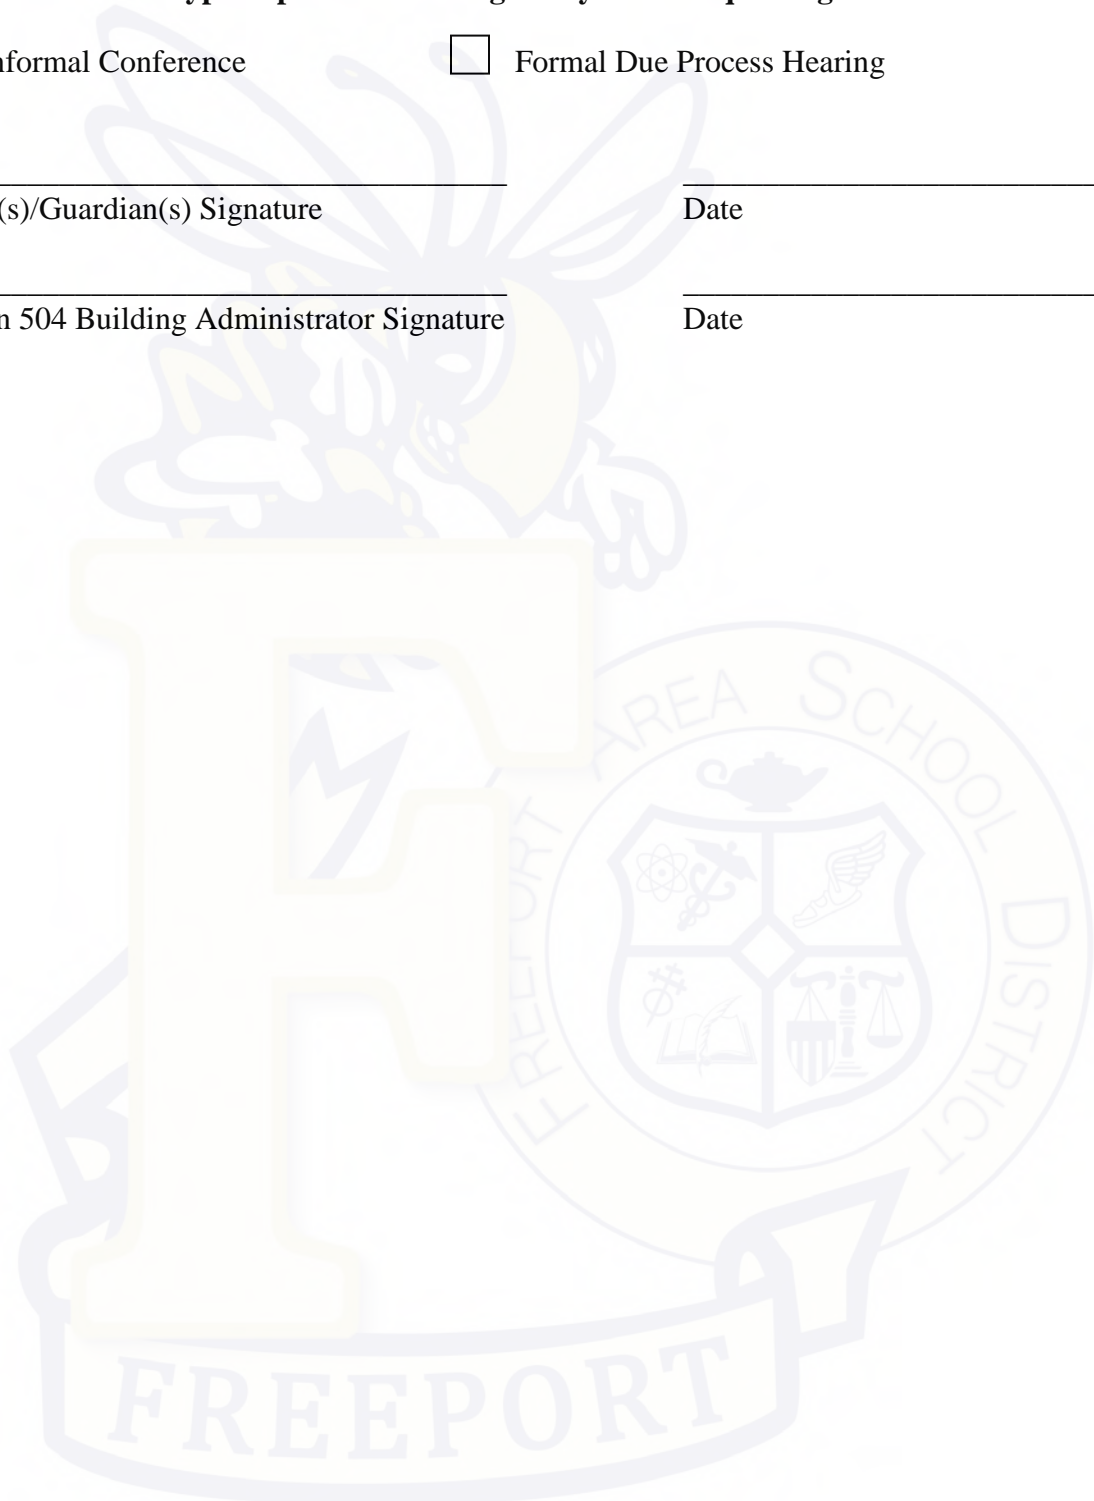 nformal Conference Formal Due Process Hearing
(s)/Guardian(s) Signature Date
n 504 Building Administrator Signature Date
FREEPORT AREA SCHOOL DISTRICT
FREEPORT